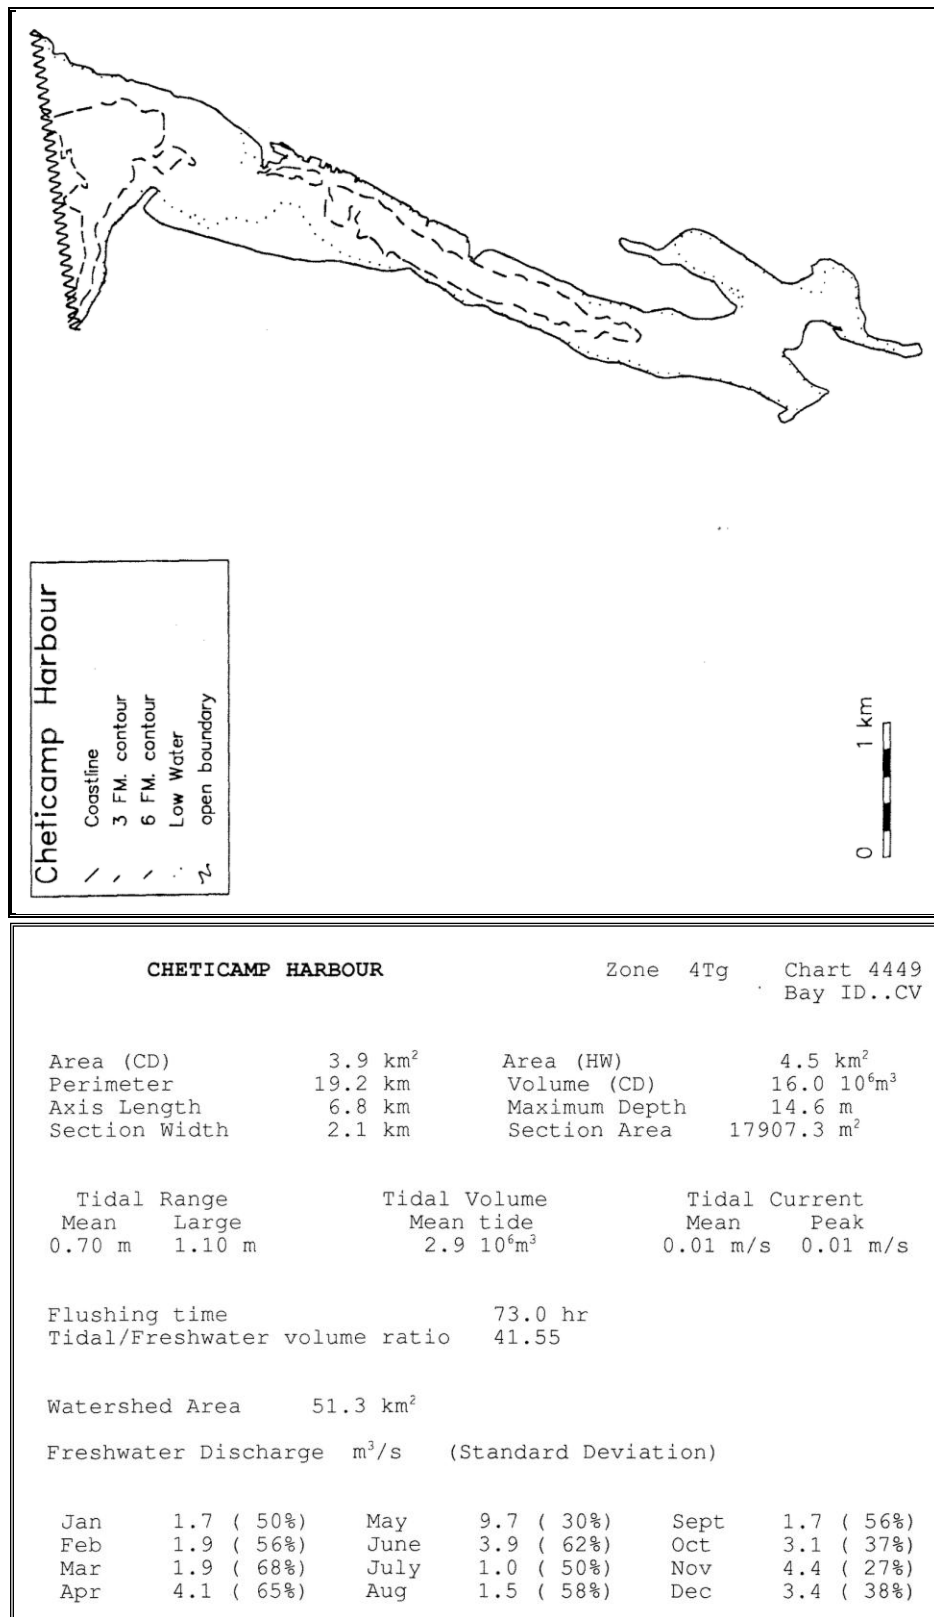 Cheticamp Harbour
Coastline
3 FM. contour
6 FM. contour
Low Water
open boundary
0 1 km
CHETICAMP HARBOUR Zone 4Tg Chart 4449
Bay ID..CV
Area (CD) 3.9 km² Area (HW) 4.5 km²
Perimeter 19.2 km Volume (CD) 16.0 10⁶m³
Axis Length 6.8 km Maximum Depth 14.6 m
Section Width 2.1 km Section Area 17907.3 m²
Tidal Range Tidal Volume Tidal Current
Mean Large Mean tide Mean Peak
0.70 m 1.10 m 2.9 10⁶m³ 0.01 m/s 0.01 m/s
Flushing time 73.0 hr
Tidal/Freshwater volume ratio 41.55
Watershed Area 51.3 km²
Freshwater Discharge m³/s (Standard Deviation)
Jan 1.7 ( 50%) May 9.7 ( 30%) Sept 1.7 ( 56%)
Feb 1.9 ( 56%) June 3.9 ( 62%) Oct 3.1 ( 37%)
Mar 1.9 ( 68%) July 1.0 ( 50%) Nov 4.4 ( 27%)
Apr 4.1 ( 65%) Aug 1.5 ( 58%) Dec 3.4 ( 38%)